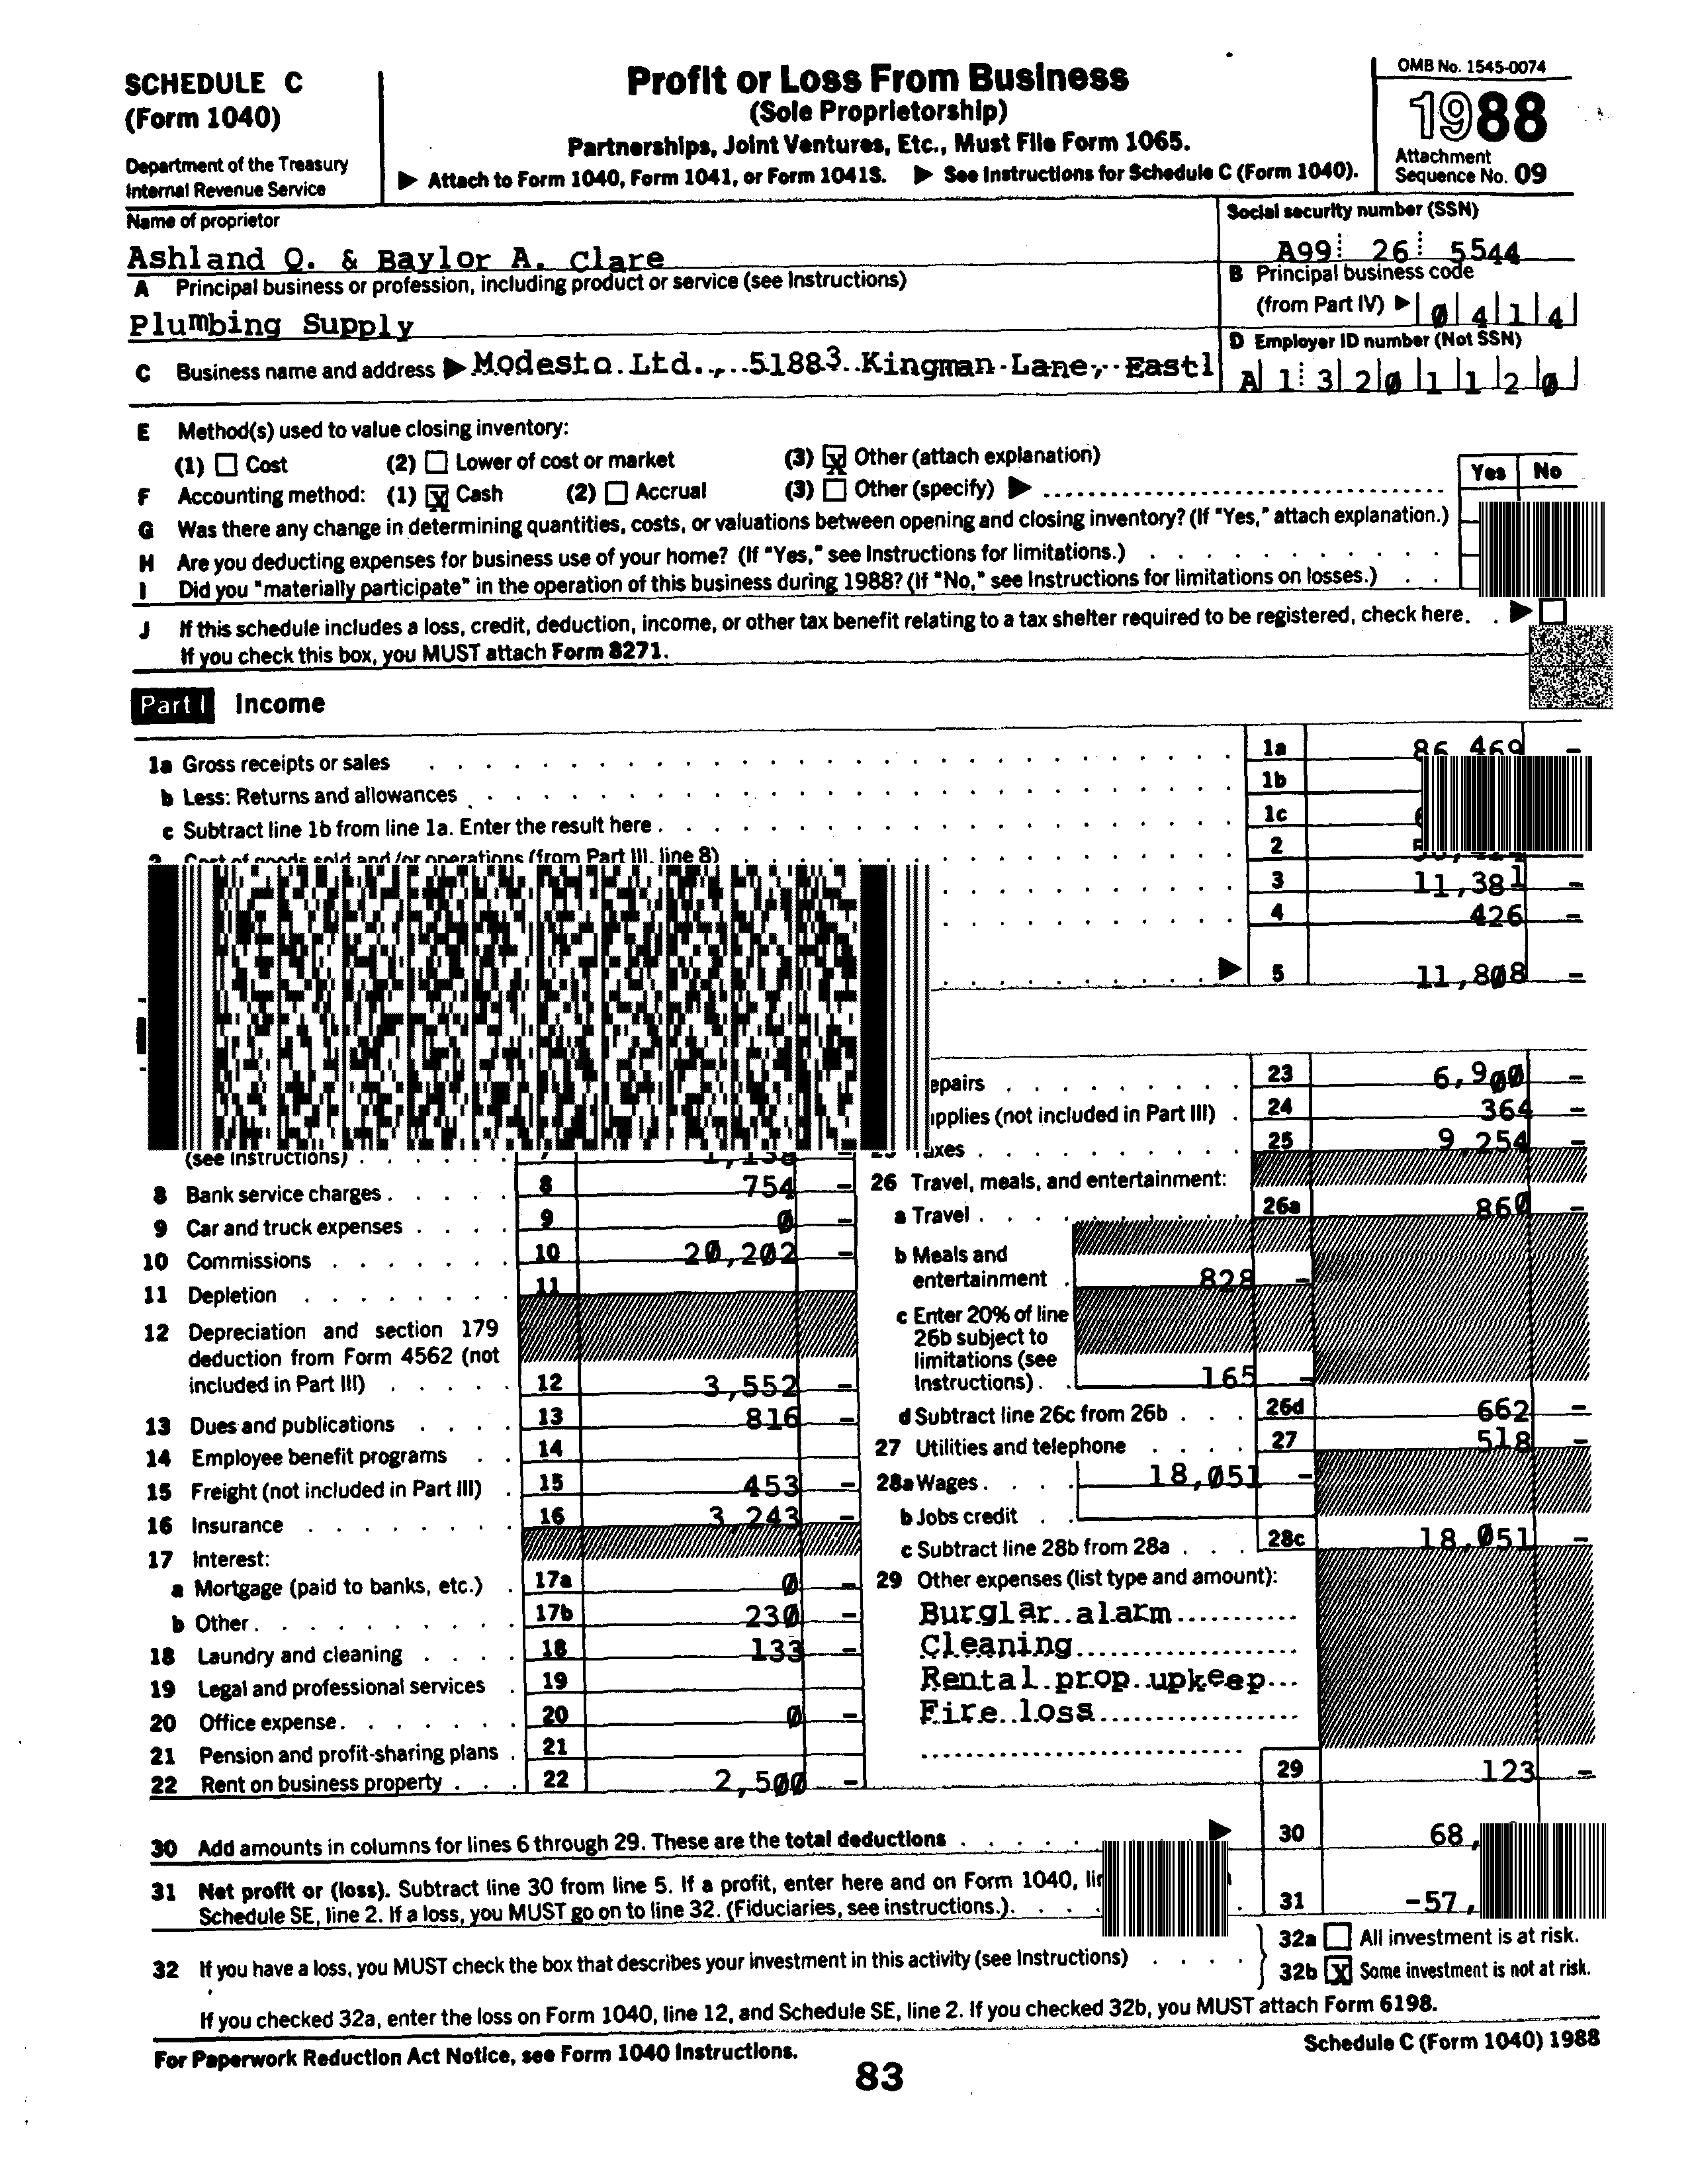 SCHEDULE C
(Form 1040)
Department of the Treasury
Internal Revenue Service
Profit or Loss From Business
(Sole Proprietorship)
Partnerships, Joint Ventures, Etc., Must File Form 1065.
▶ Attach to Form 1040, Form 1041, or Form 1041S. ▶ See Instructions for Schedule C (Form 1040).
OMB No. 1545-0074
1988
Attachment
Sequence No. 09
Name of proprietor
Ashland Q. & Baylor A. Clare
Social security number (SSN)
A99 26 5544
A Principal business or profession, including product or service (see Instructions)
Plumbing Supply
B Principal business code
(from Part IV) ▶ 0414
C Business name and address ▶ Modesto Ltd., 51883 Kingman Lane, Eastl
D Employer ID number (Not SSN)
A13201120
E Method(s) used to value closing inventory:
(1) Cost (2) Lower of cost or market (3) X Other (attach explanation)
Yes No
F Accounting method: (1) X Cash (2) Accrual (3) Other (specify) ▶
G Was there any change in determining quantities, costs, or valuations between opening and closing inventory? (If "Yes," attach explanation.)
H Are you deducting expenses for business use of your home? (If "Yes," see Instructions for limitations.)
I Did you "materially participate" in the operation of this business during 1988? (If "No," see Instructions for limitations on losses.)
J If this schedule includes a loss, credit, deduction, income, or other tax benefit relating to a tax shelter required to be registered, check here. ▶
If you check this box, you MUST attach Form 8271.
Part I Income
1a Gross receipts or sales 1a 86,469 –
b Less: Returns and allowances 1b
c Subtract line 1b from line 1a. Enter the result here 1c
2 Cost of goods sold and/or operations (from Part III, line 8) 2
3 11,381 –
4 426 –
▶ 5 11,808 –
epairs 23 6,900 –
pplies (not included in Part III) 24 364 –
axes 25 9,254 –
(see Instructions)
8 Bank service charges 8 754 –
9 Car and truck expenses 9 0 –
10 Commissions 10 20,202 –
11 Depletion 11
12 Depreciation and section 179
deduction from Form 4562 (not
included in Part III) 12 3,552 –
13 Dues and publications 13 816 –
14 Employee benefit programs 14
15 Freight (not included in Part III) 15 453 –
16 Insurance 16 3,243 –
17 Interest:
a Mortgage (paid to banks, etc.) 17a 0 –
b Other 17b 230 –
18 Laundry and cleaning 18 133 –
19 Legal and professional services 19
20 Office expense 20 0 –
21 Pension and profit-sharing plans 21
22 Rent on business property 22 2,500 –
26 Travel, meals, and entertainment:
a Travel 26a 860 –
b Meals and
entertainment 828 –
c Enter 20% of line
26b subject to
limitations (see
Instructions) 165 –
d Subtract line 26c from 26b 26d 662 –
27 Utilities and telephone 27 518 –
28a Wages 18,051 –
b Jobs credit
c Subtract line 28b from 28a 28c 18,051 –
29 Other expenses (list type and amount):
Burglar alarm
Cleaning
Rental prop upkeep
Fire loss
29 123 –
30 Add amounts in columns for lines 6 through 29. These are the total deductions ▶ 30 68,
31 Net profit or (loss). Subtract line 30 from line 5. If a profit, enter here and on Form 1040,
Schedule SE, line 2. If a loss, you MUST go on to line 32. (Fiduciaries, see instructions.) 31 -57,
32 If you have a loss, you MUST check the box that describes your investment in this activity (see Instructions)
32a All investment is at risk.
32b X Some investment is not at risk.
If you checked 32a, enter the loss on Form 1040, line 12, and Schedule SE, line 2. If you checked 32b, you MUST attach Form 6198.
For Paperwork Reduction Act Notice, see Form 1040 Instructions.
Schedule C (Form 1040) 1988
83